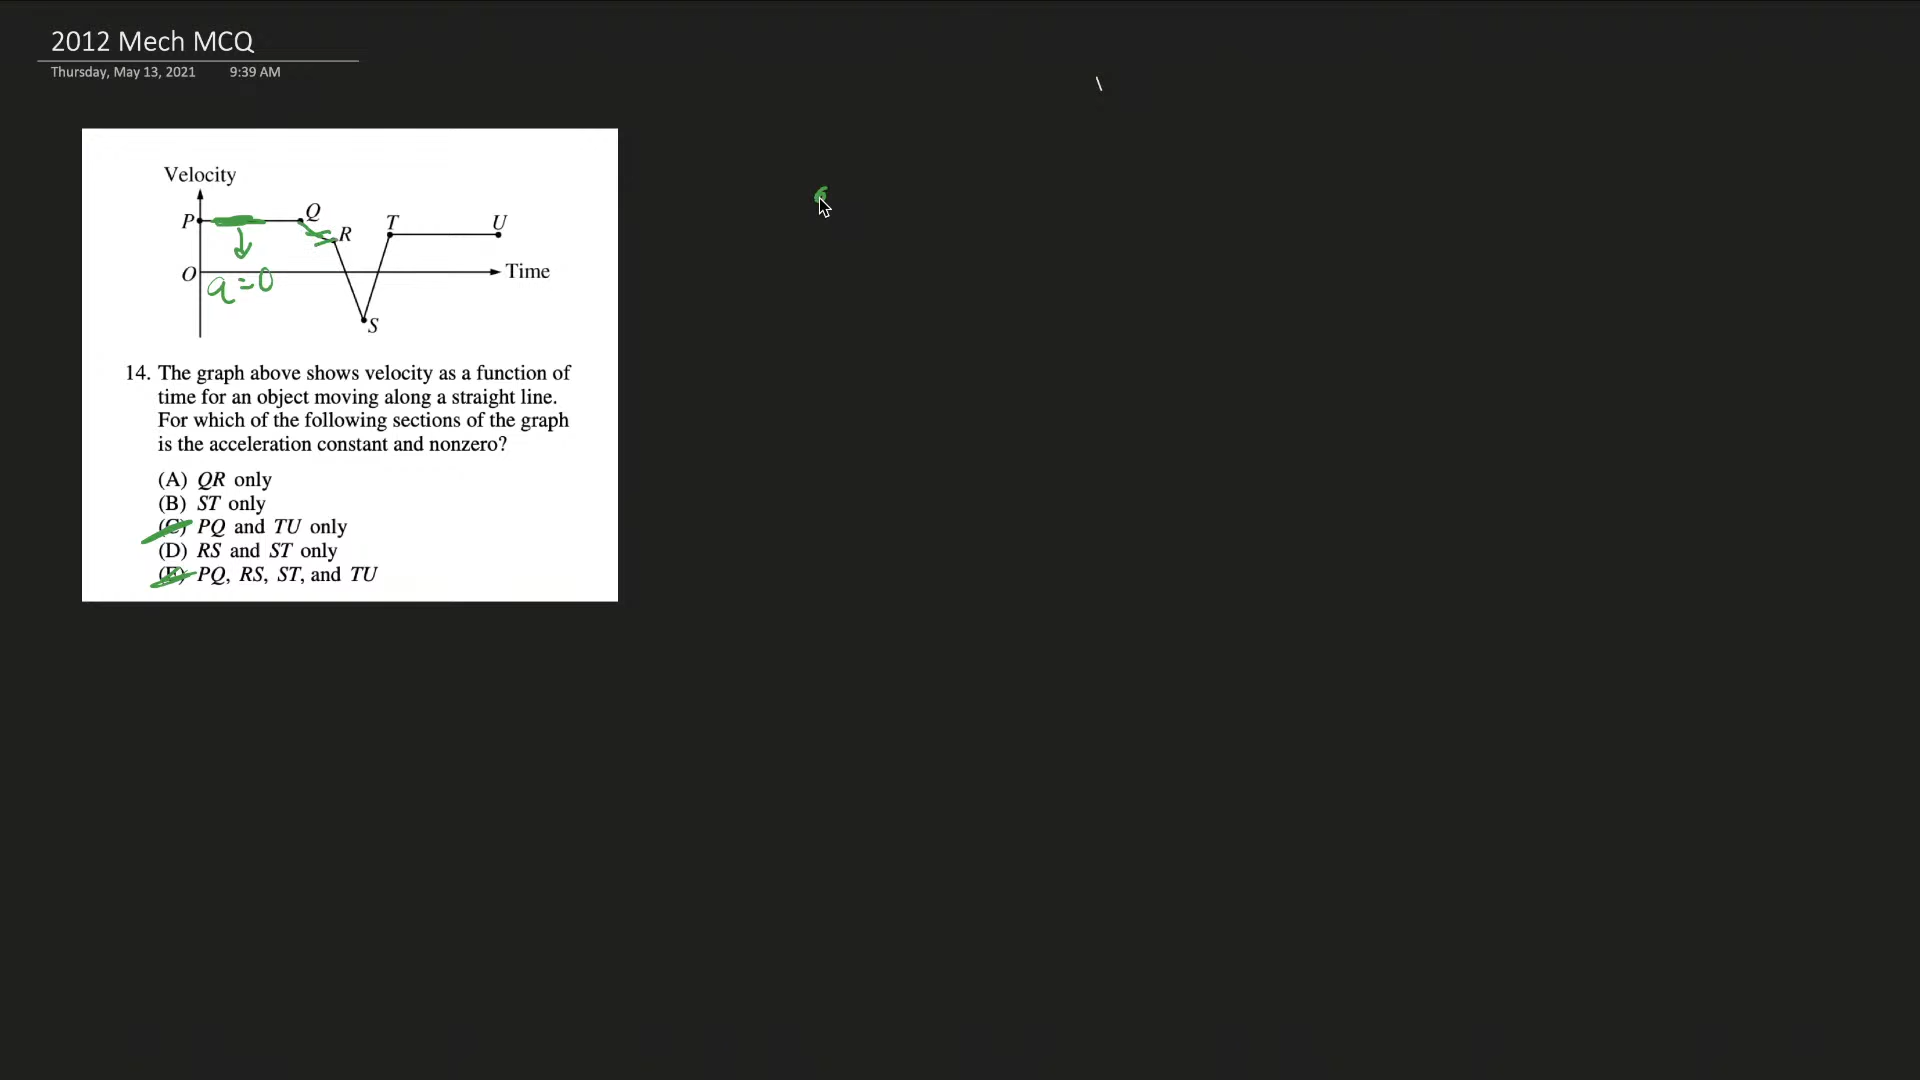 2012 Mech MCQ
Thursday, May 13, 2021 9:39 AM
\
Velocity
P Q
R T U
O Time
a=0
S
14. The graph above shows velocity as a function of
time for an object moving along a straight line.
For which of the following sections of the graph
is the acceleration constant and nonzero?
(A) QR only
(B) ST only
(C) PQ and TU only
(D) RS and ST only
(E) PQ, RS, ST, and TU